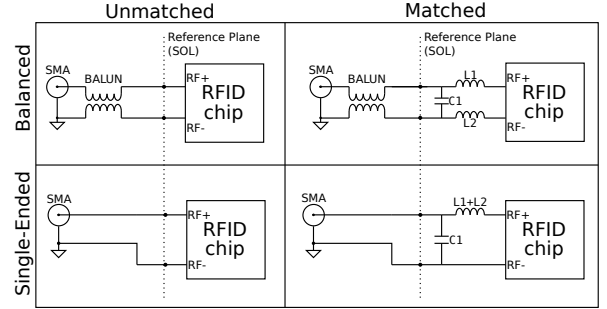 Unmatched
Matched
Balanced
Reference Plane
(SOL)
SMA
BALUN
RF+
RFID
chip
RF-
Reference Plane
(SOL)
SMA
BALUN
L1
C1
L2
RF+
RFID
chip
RF-
Single-Ended
SMA
RF+
RFID
chip
RF-
SMA
L1+L2
C1
RF+
RFID
chip
RF-